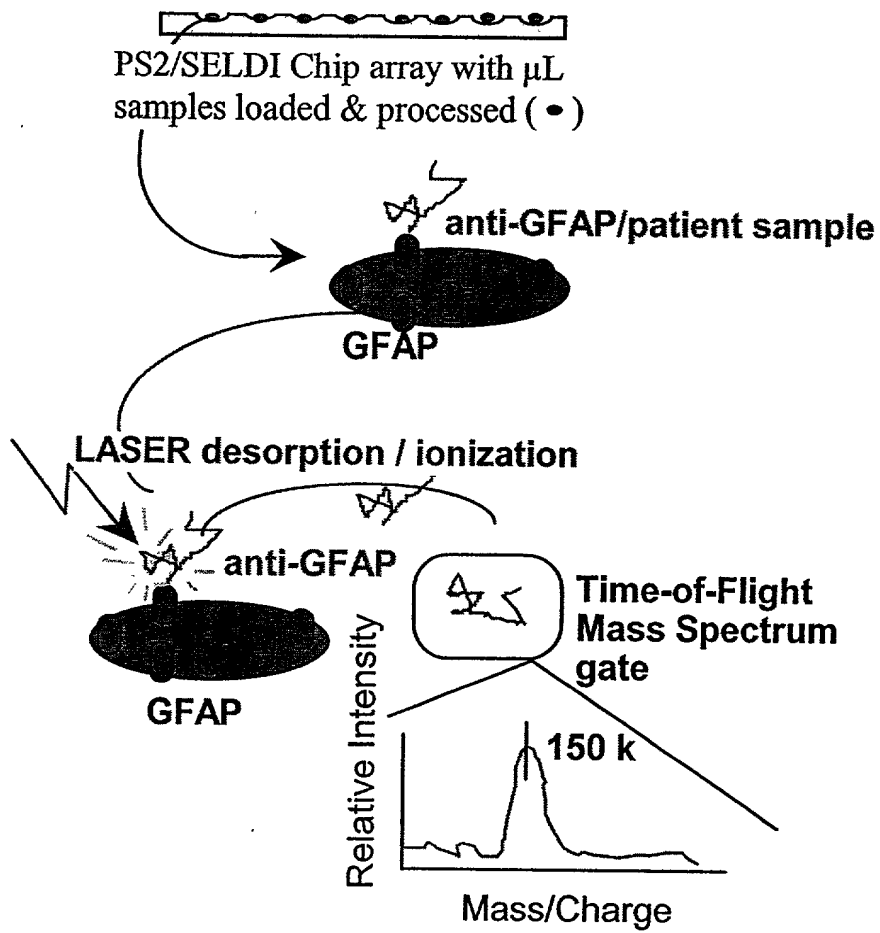 PS2/SELDI Chip array with µL
samples loaded & processed ( • )
anti-GFAP/patient sample
GFAP
LASER desorption / ionization
anti-GFAP
GFAP
Time-of-Flight
Mass Spectrum
gate
150 k
Relative Intensity
Mass/Charge